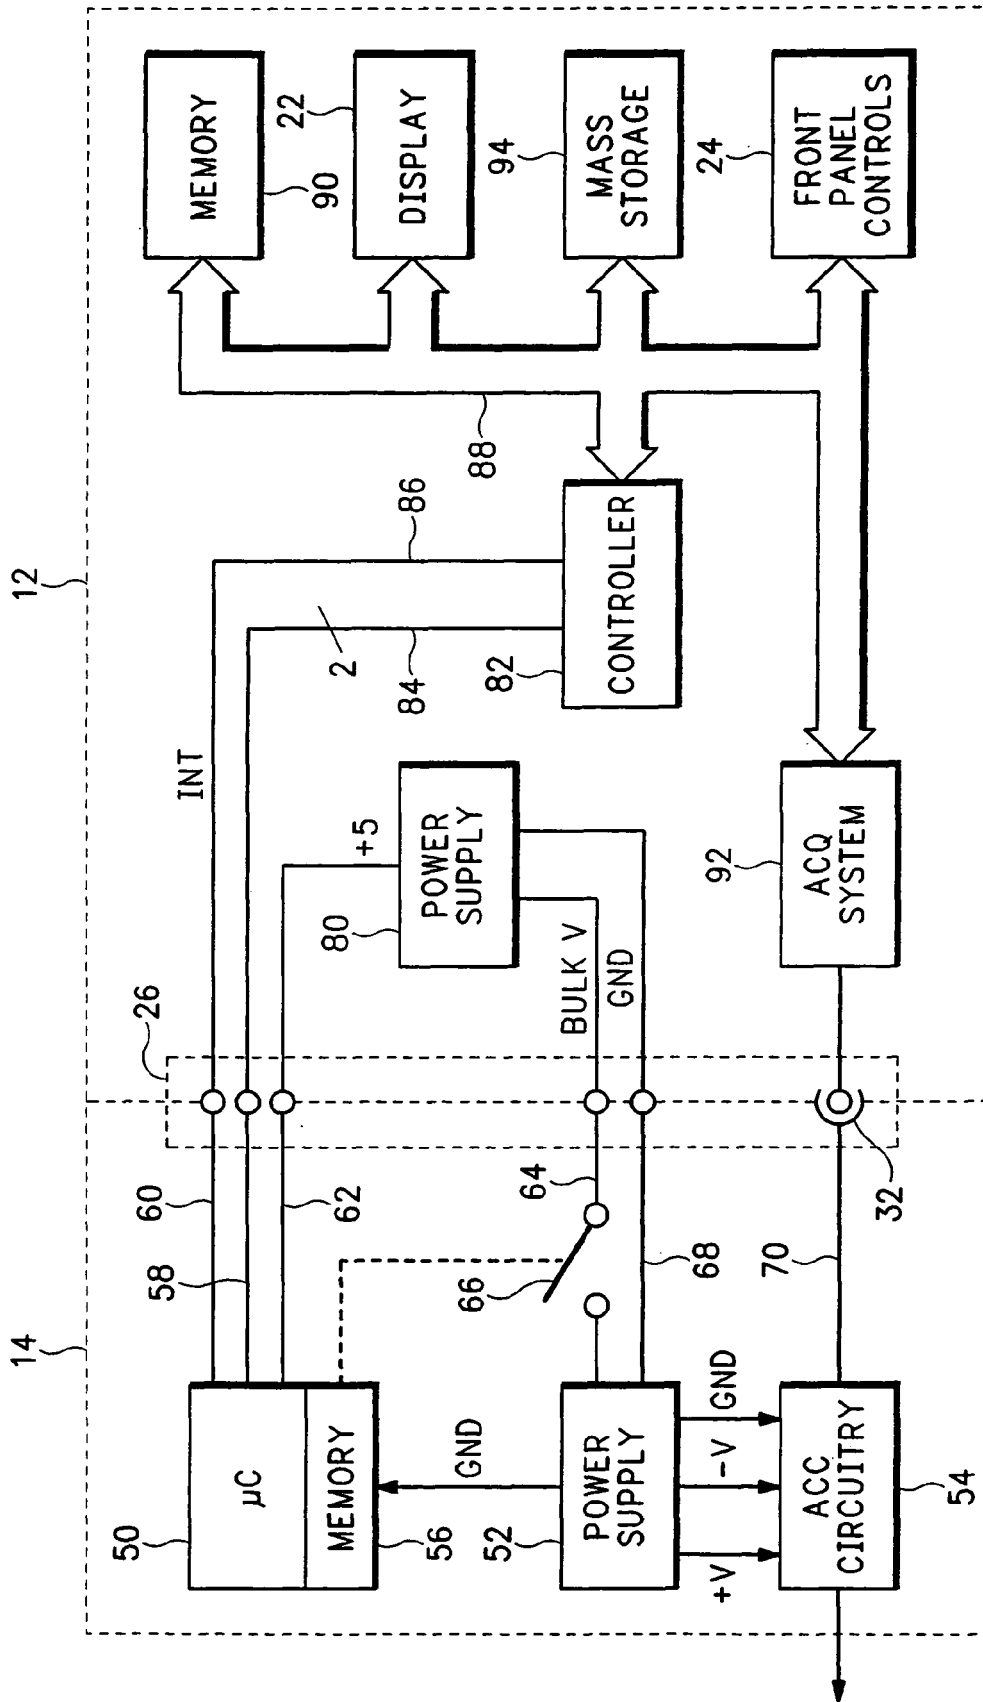 14
12
26
50
µC
MEMORY
56
60
58
62
INT
2
84
86
88
MEMORY
90
22
DISPLAY
94
MASS
STORAGE
24
FRONT
PANEL
CONTROLS
82
CONTROLLER
80
POWER
SUPPLY
+5
BULK V
GND
66
64
68
GND
52
POWER
SUPPLY
+V
-V
GND
ACC
CIRCUITRY
54
70
32
92
ACQ
SYSTEM